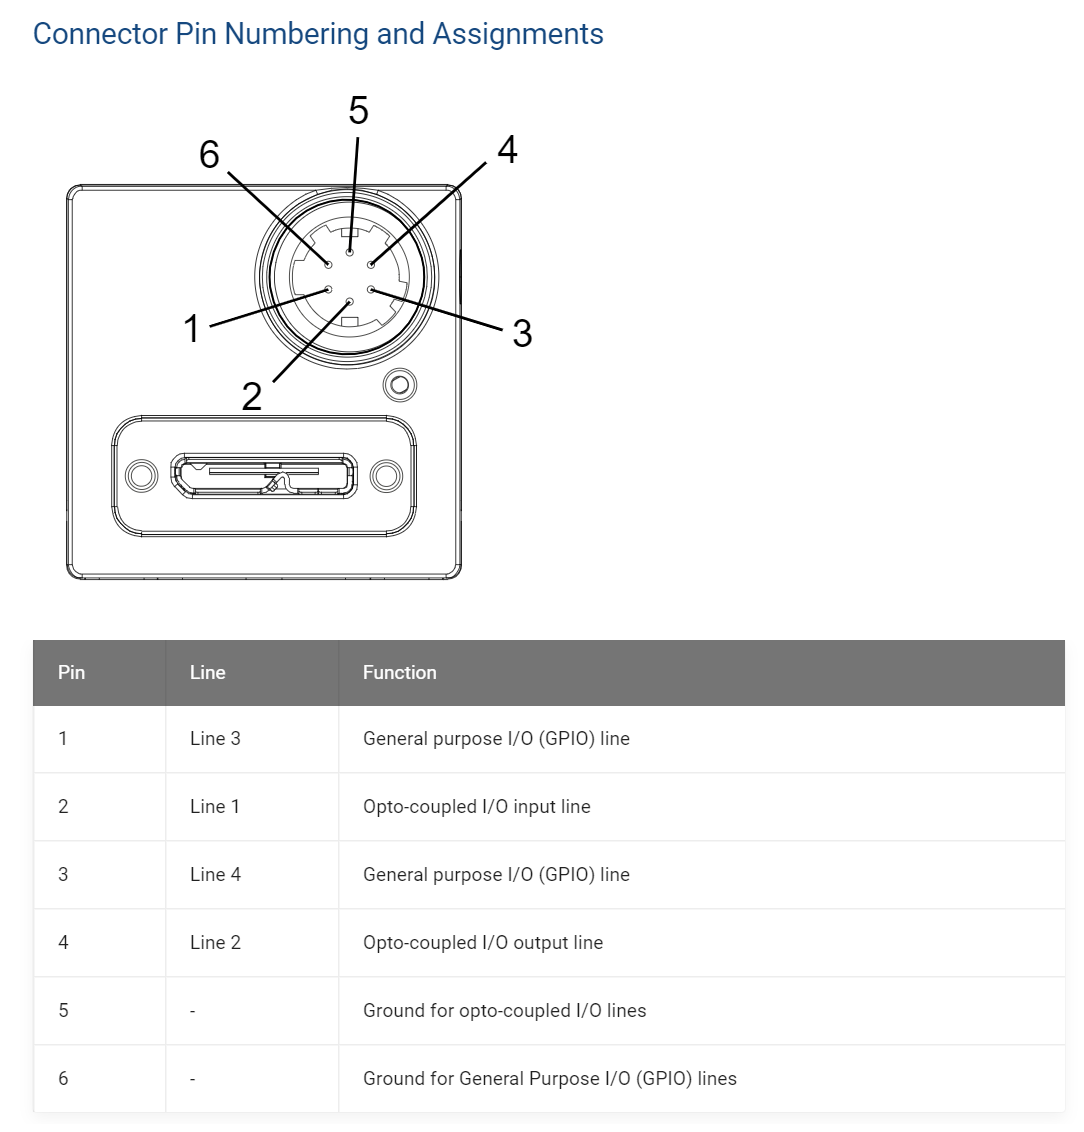 Connector Pin Numbering and Assignments
5
6
4
1
3
2
Pin Line Function
1 Line 3 General purpose I/O (GPIO) line
2 Line 1 Opto-coupled I/O input line
3 Line 4 General purpose I/O (GPIO) line
4 Line 2 Opto-coupled I/O output line
5 - Ground for opto-coupled I/O lines
6 - Ground for General Purpose I/O (GPIO) lines